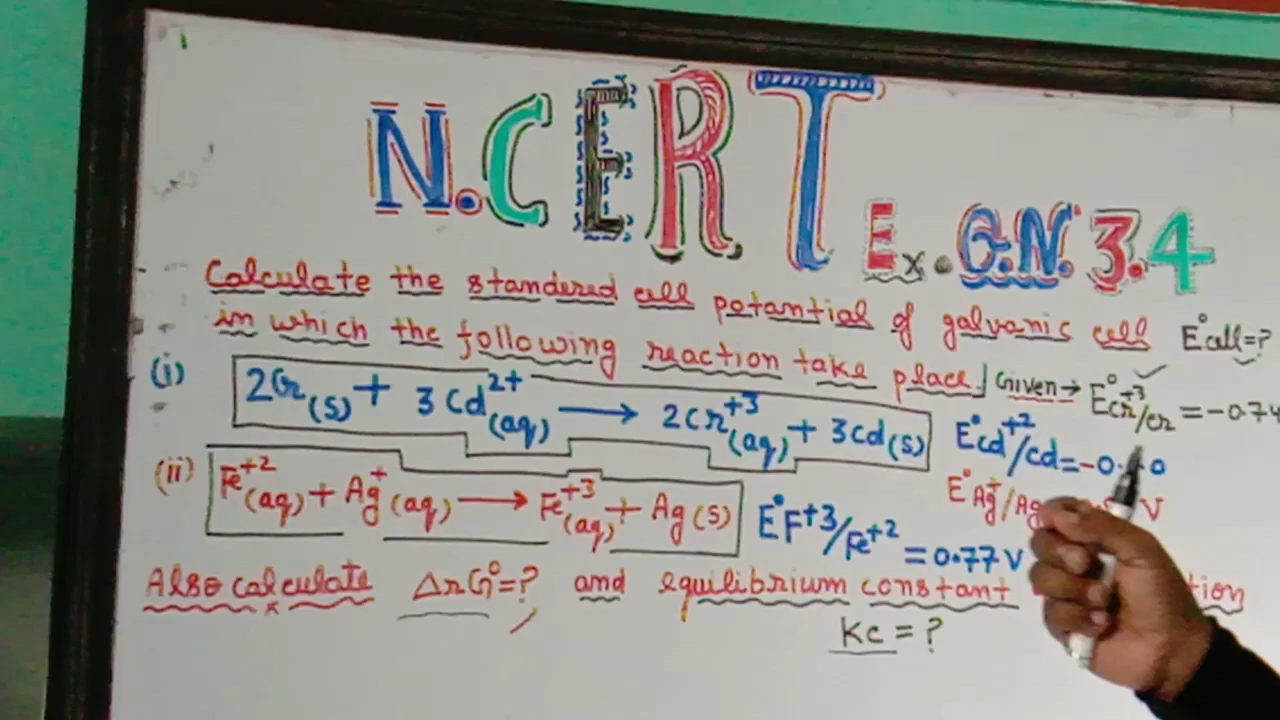 N.CERT Ex. Q.N. 3.4
Calculate the standered cell potantial of galvanic cell E°cell=?
in which the following reaction take place. Given→ E°Cr⁺³/Cr = -0.74
(i) 2Cr(s) + 3Cd²⁺(aq) → 2Cr⁺³(aq) + 3Cd(s) E°Cd⁺²/Cd=
(ii) Fe⁺²(aq) + Ag⁺(aq) → Fe⁺³(aq) + Ag(s) E°Ag⁺/Ag V
E°F⁺³/Fe⁺² = 0.77 V
Also calculate ΔrG°=? and equilibrium constant
Kc = ?